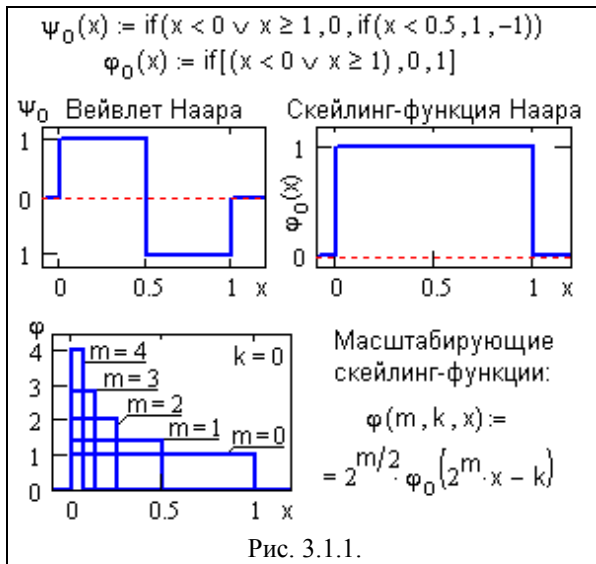 ψ₀(x) := if(x < 0 ∨ x ≥ 1, 0, if(x < 0.5, 1, -1))
φ₀(x) := if[(x < 0 ∨ x ≥ 1), 0, 1]
Ψ₀ Вейвлет Наара
1
0
1
0 0.5 1 x
Скейлинг-функция Наара
φ₀(x)
1
0
0 0.5 1 x
φ
4
3
2
1
0
m = 4
k = 0
m = 3
m = 2
m = 1
m = 0
0 0.5 1 x
Масштабирующие
скейлинг-функции:
φ(m, k, x) :=
= 2^{m/2} · φ₀(2^m · x − k)
Рис. 3.1.1.